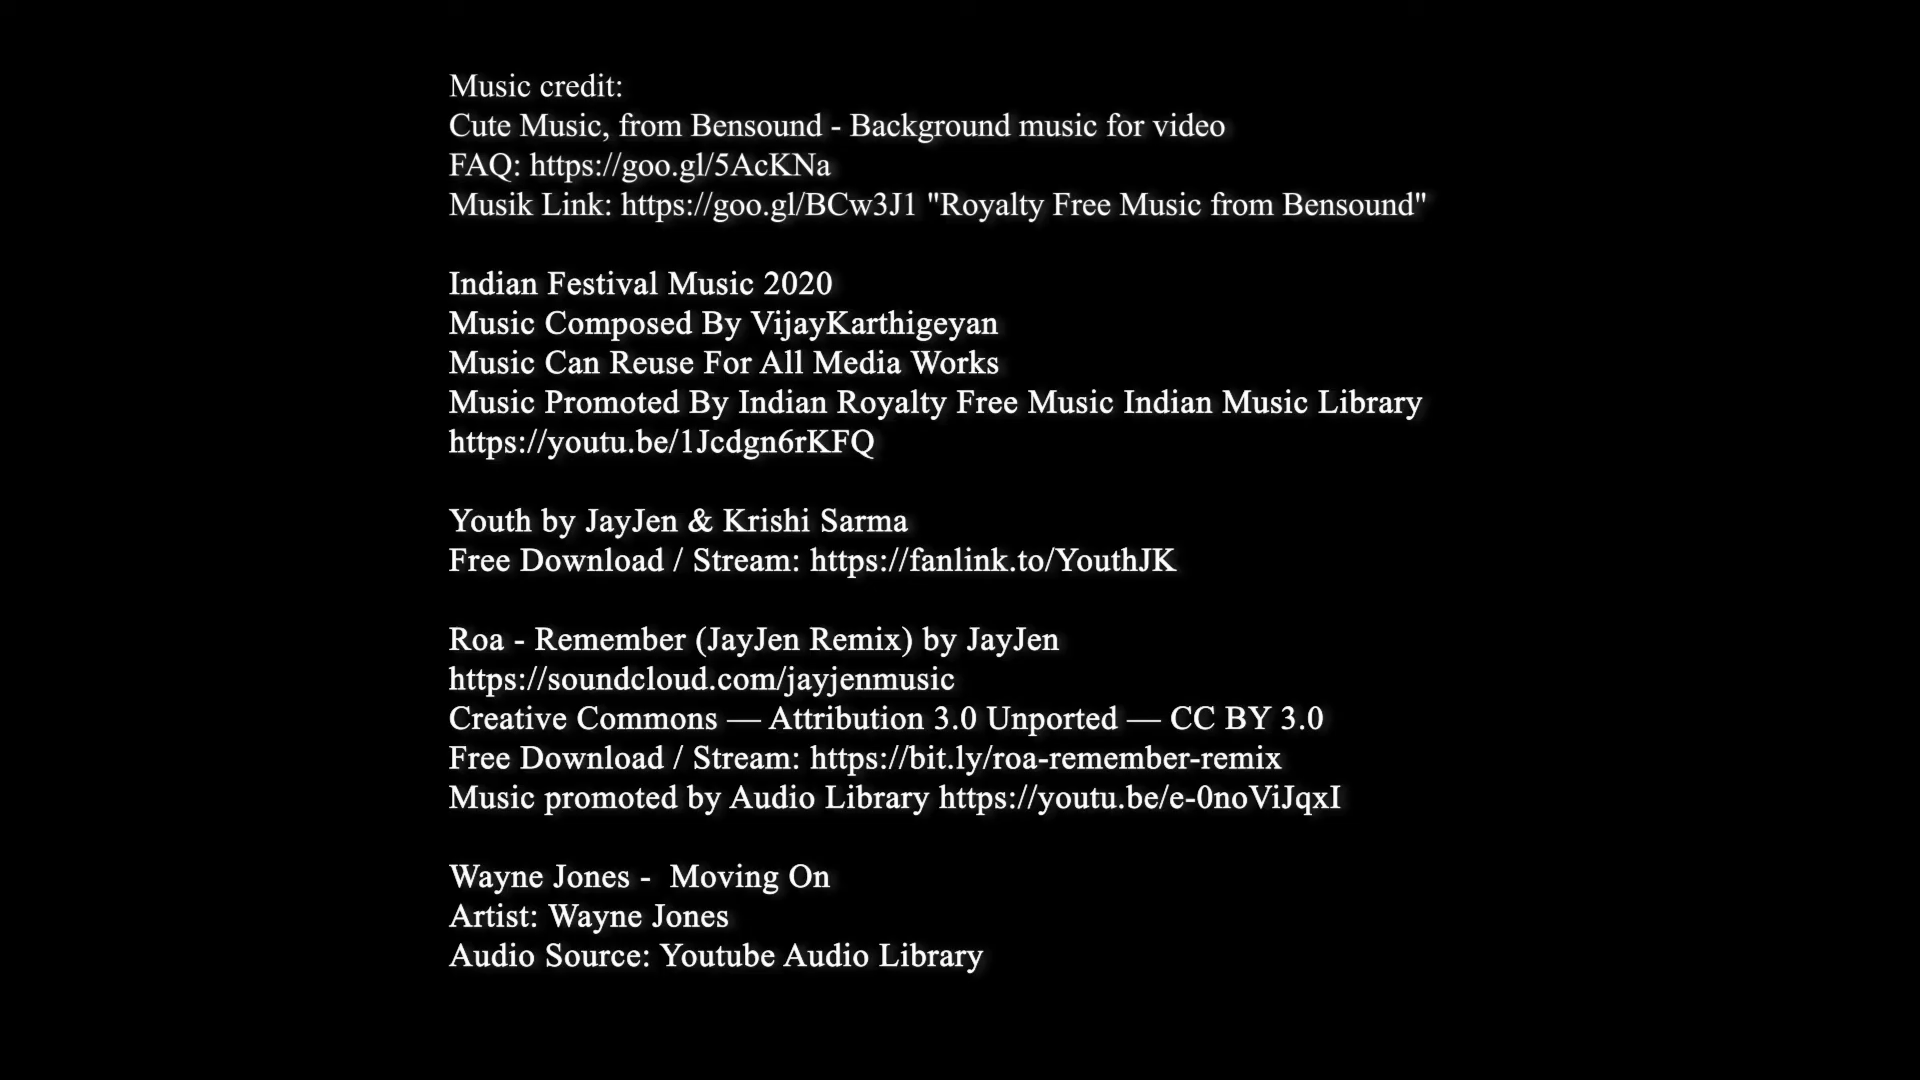 Music credit:
Cute Music, from Bensound - Background music for video
FAQ: https://goo.gl/5AcKNa
Musik Link: https://goo.gl/BCw3J1 "Royalty Free Music from Bensound"
Indian Festival Music 2020
Music Composed By VijayKarthigeyan
Music Can Reuse For All Media Works
Music Promoted By Indian Royalty Free Music Indian Music Library
https://youtu.be/1Jcdgn6rKFQ
Youth by JayJen & Krishi Sarma
Free Download / Stream: https://fanlink.to/YouthJK
Roa - Remember (JayJen Remix) by JayJen
https://soundcloud.com/jayjenmusic
Creative Commons — Attribution 3.0 Unported — CC BY 3.0
Free Download / Stream: https://bit.ly/roa-remember-remix
Music promoted by Audio Library https://youtu.be/e-0noViJqxI
Wayne Jones -  Moving On
Artist: Wayne Jones
Audio Source: Youtube Audio Library